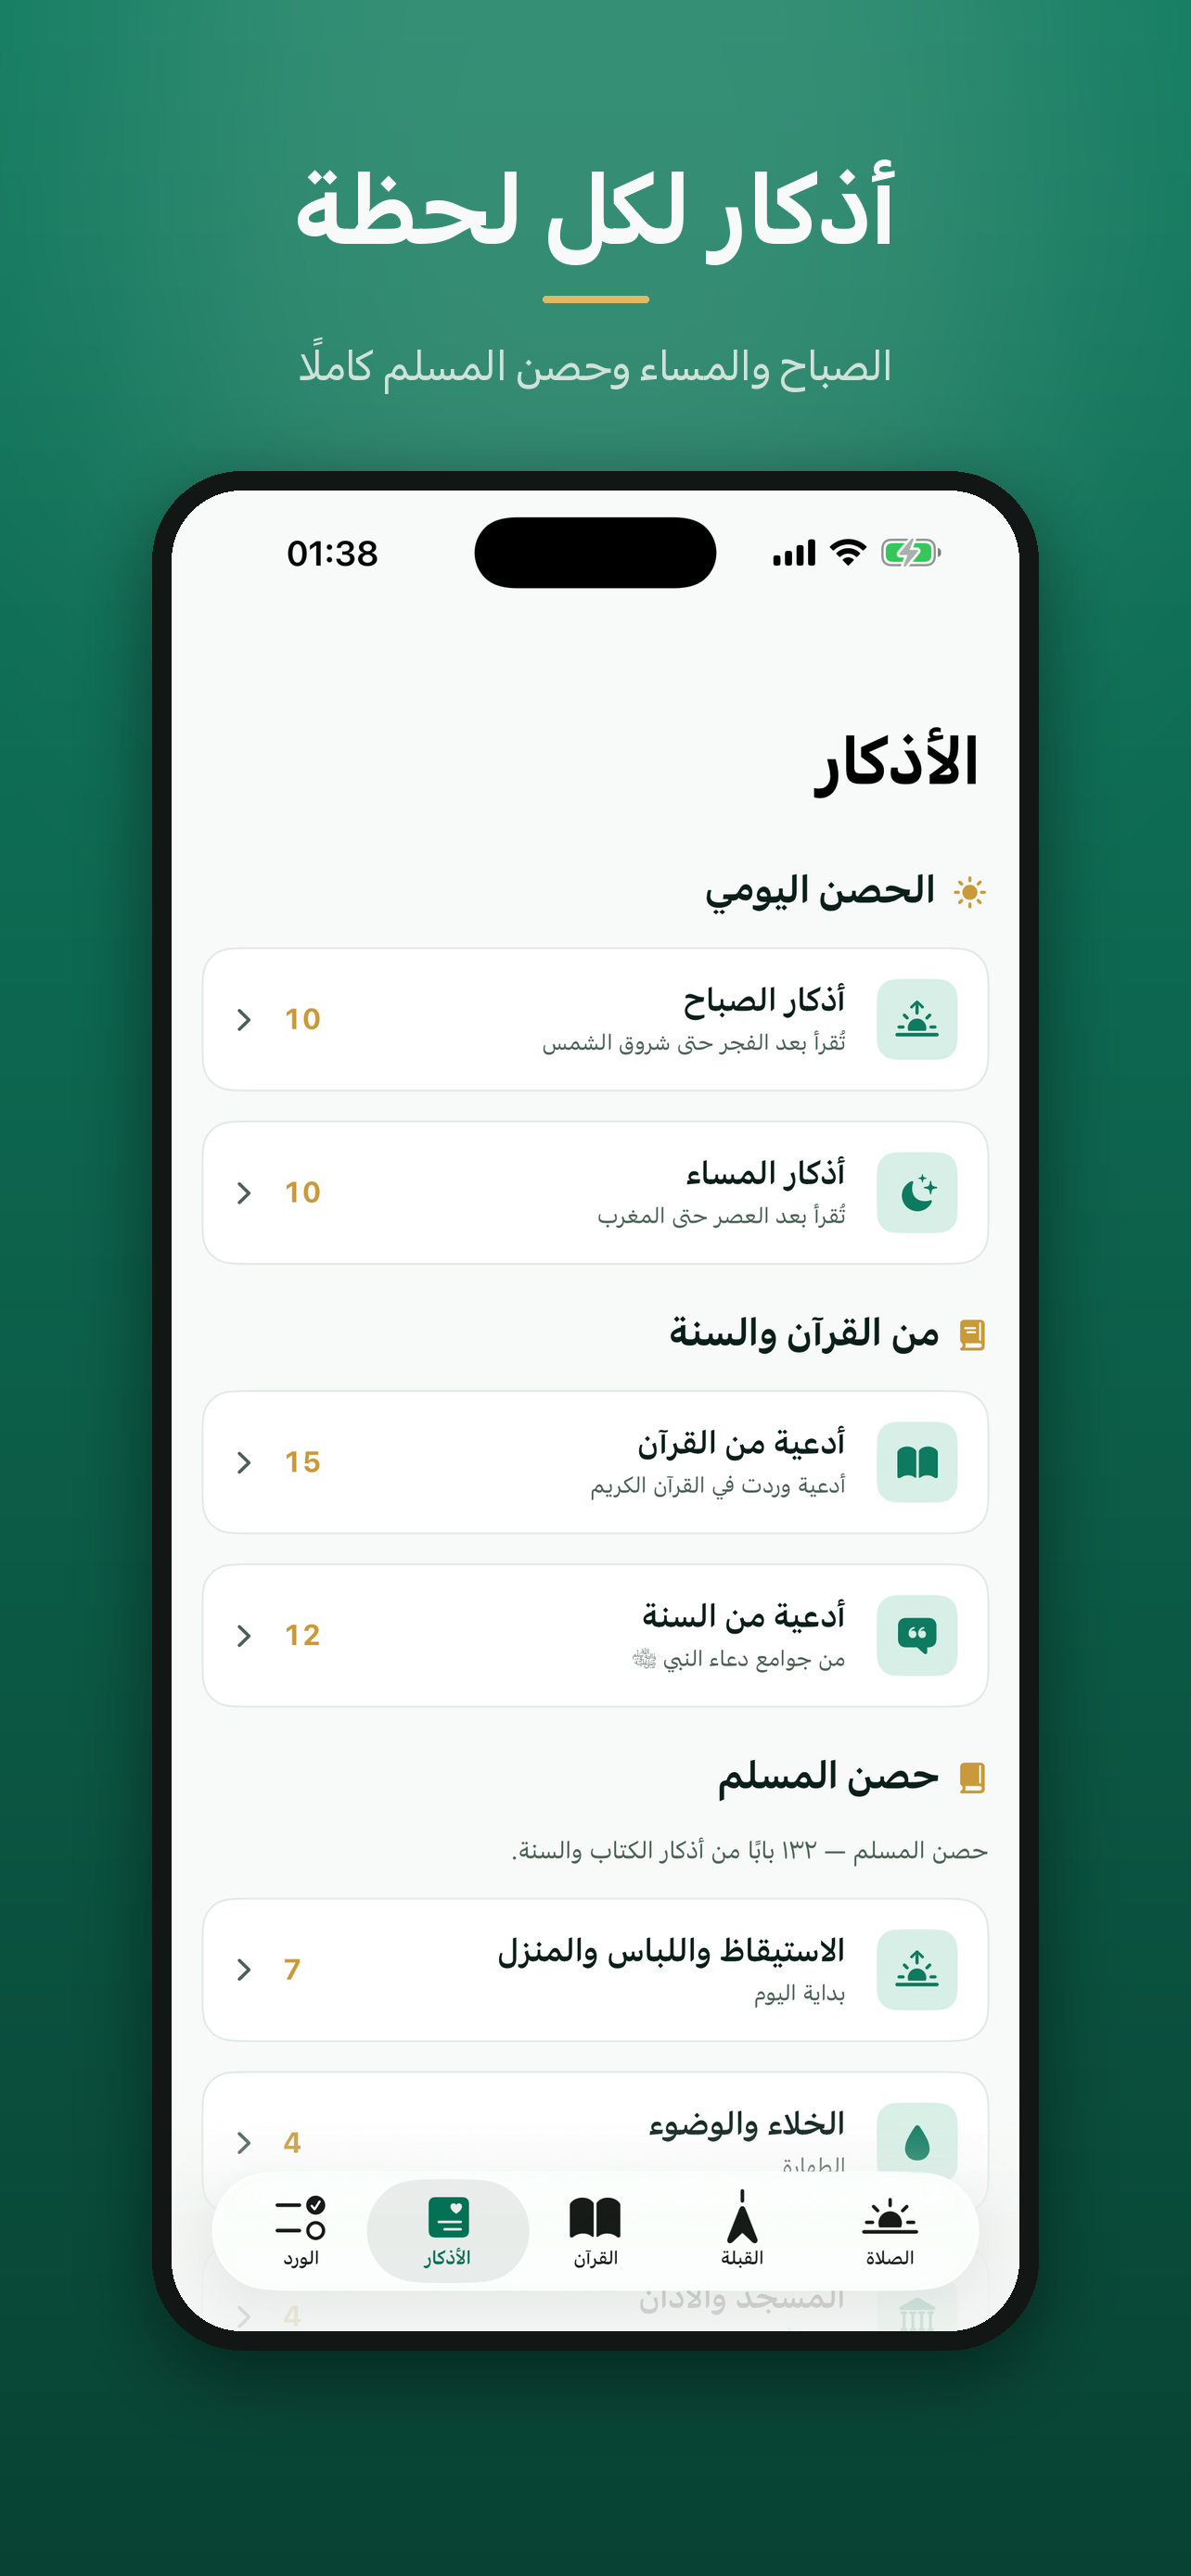 أذكار لكل لحظة
الصباح والمساء وحصن المسلم كاملًا
01:38
الأذكار
الحصن اليومي
أذكار الصباح
تُقرأ بعد الفجر حتى شروق الشمس
10
أذكار المساء
تُقرأ بعد العصر حتى المغرب
10
من القرآن والسنة
أدعية من القرآن
أدعية وردت في القرآن الكريم
15
أدعية من السنة
من جوامع دعاء النبي ﷺ
12
حصن المسلم
حصن المسلم — ١٣٢ بابًا من أذكار الكتاب والسنة.
الاستيقاظ واللباس والمنزل
بداية اليوم
7
الخلاء والوضوء
الطهارة
4
المسجد والأذان
4
الصلاة
القبلة
القرآن
الأذكار
الورد